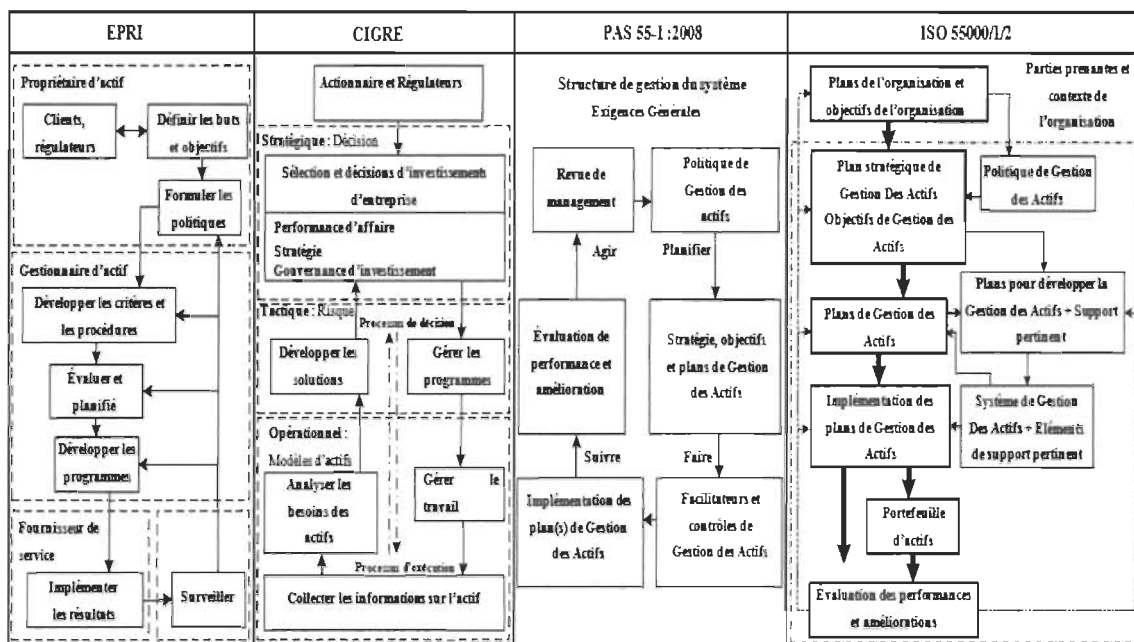 EPRI
Propriétaire d'actif
Clients,
régulateurs
Définir les buts
et objectifs
Formuler les
politiques
Gestionnaire d'actif
Développer les critères et
les procédures
Évaluer et
planifié
Développer les
programmes
Fournisseur de
service
Implémenter
les résultats
Surveiller
CIGRE
Actionnaire et Régulateurs
Stratégique : Décision
Sélection et décisions d'investissements
d'entreprise
Performance d'affaire
Stratégie
Gouvernance d'investissement
Tactique : Risque
Processus de décision
Développer les
solutions
Gérer les
programmes
Opérationnel :
Modèles d'actifs
Analyser les
besoins des
actifs
Gérer le
travail
Processus d'exécution
Collecter les informations sur l'actif
PAS 55-1 :2008
Structure de gestion du système
Exigences Générales
Revue de
management
Politique de
Gestion des
actifs
Agir
Planifier
Évaluation de
performance et
amélioration
Stratégie, objectifs
et plans de Gestion
des Actifs
Suivre
Faire
Implémentation des
plan(s) de Gestion
des Actifs
Facilitateurs et
contrôles de
Gestion des Actifs
ISO 55000/1/2
Plans de l'organisation et
objectifs de l'organisation
Parties prenantes et
contexte de
l'organisation
Plan stratégique de
Gestion Des Actifs
Objectifs de Gestion des
Actifs
Politique de Gestion
des Actifs
Plans pour développer la
Gestion des Actifs + Support
pertinent
Plans de Gestion des
Actifs
Implémentation des
plans de Gestion des
Actifs
Système de Gestion
Des Actifs + Eléments
de support pertinent
Portefeuille
d'actifs
Évaluation des performances
et améliorations